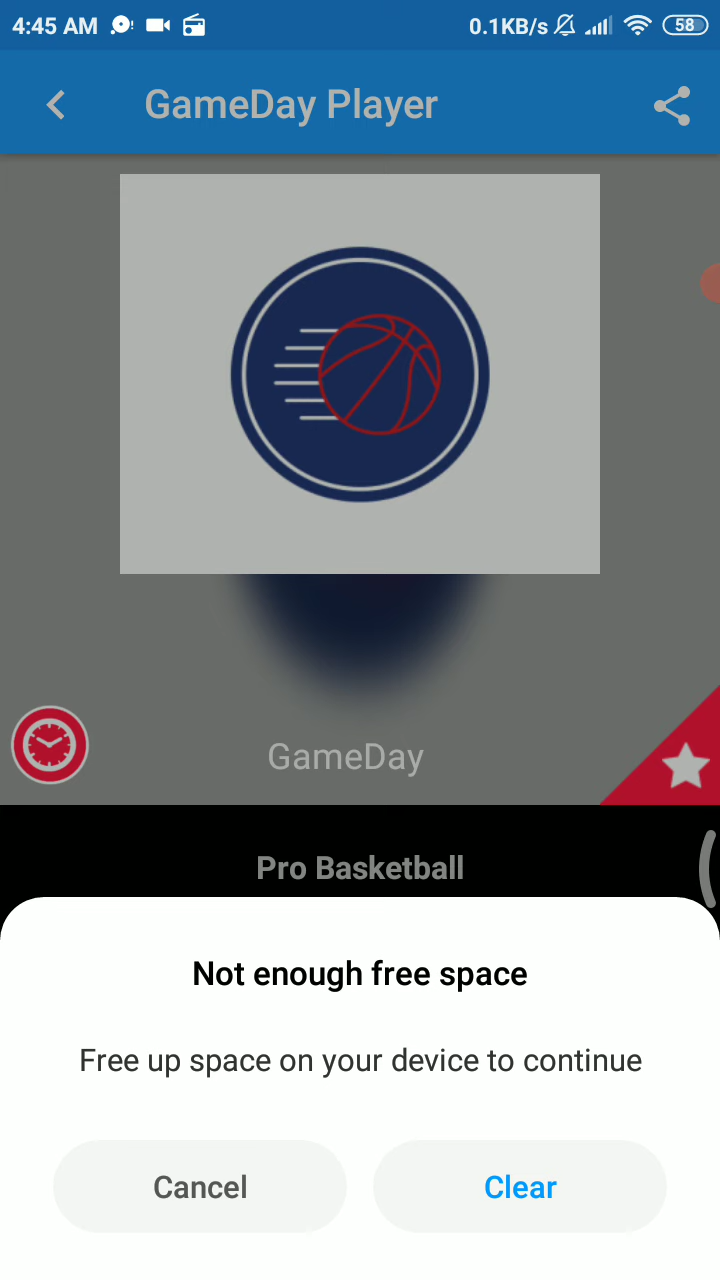 4:45 AM 0.1KB/s 58
GameDay Player
GameDay
Pro Basketball
Not enough free space
Free up space on your device to continue
Cancel Clear